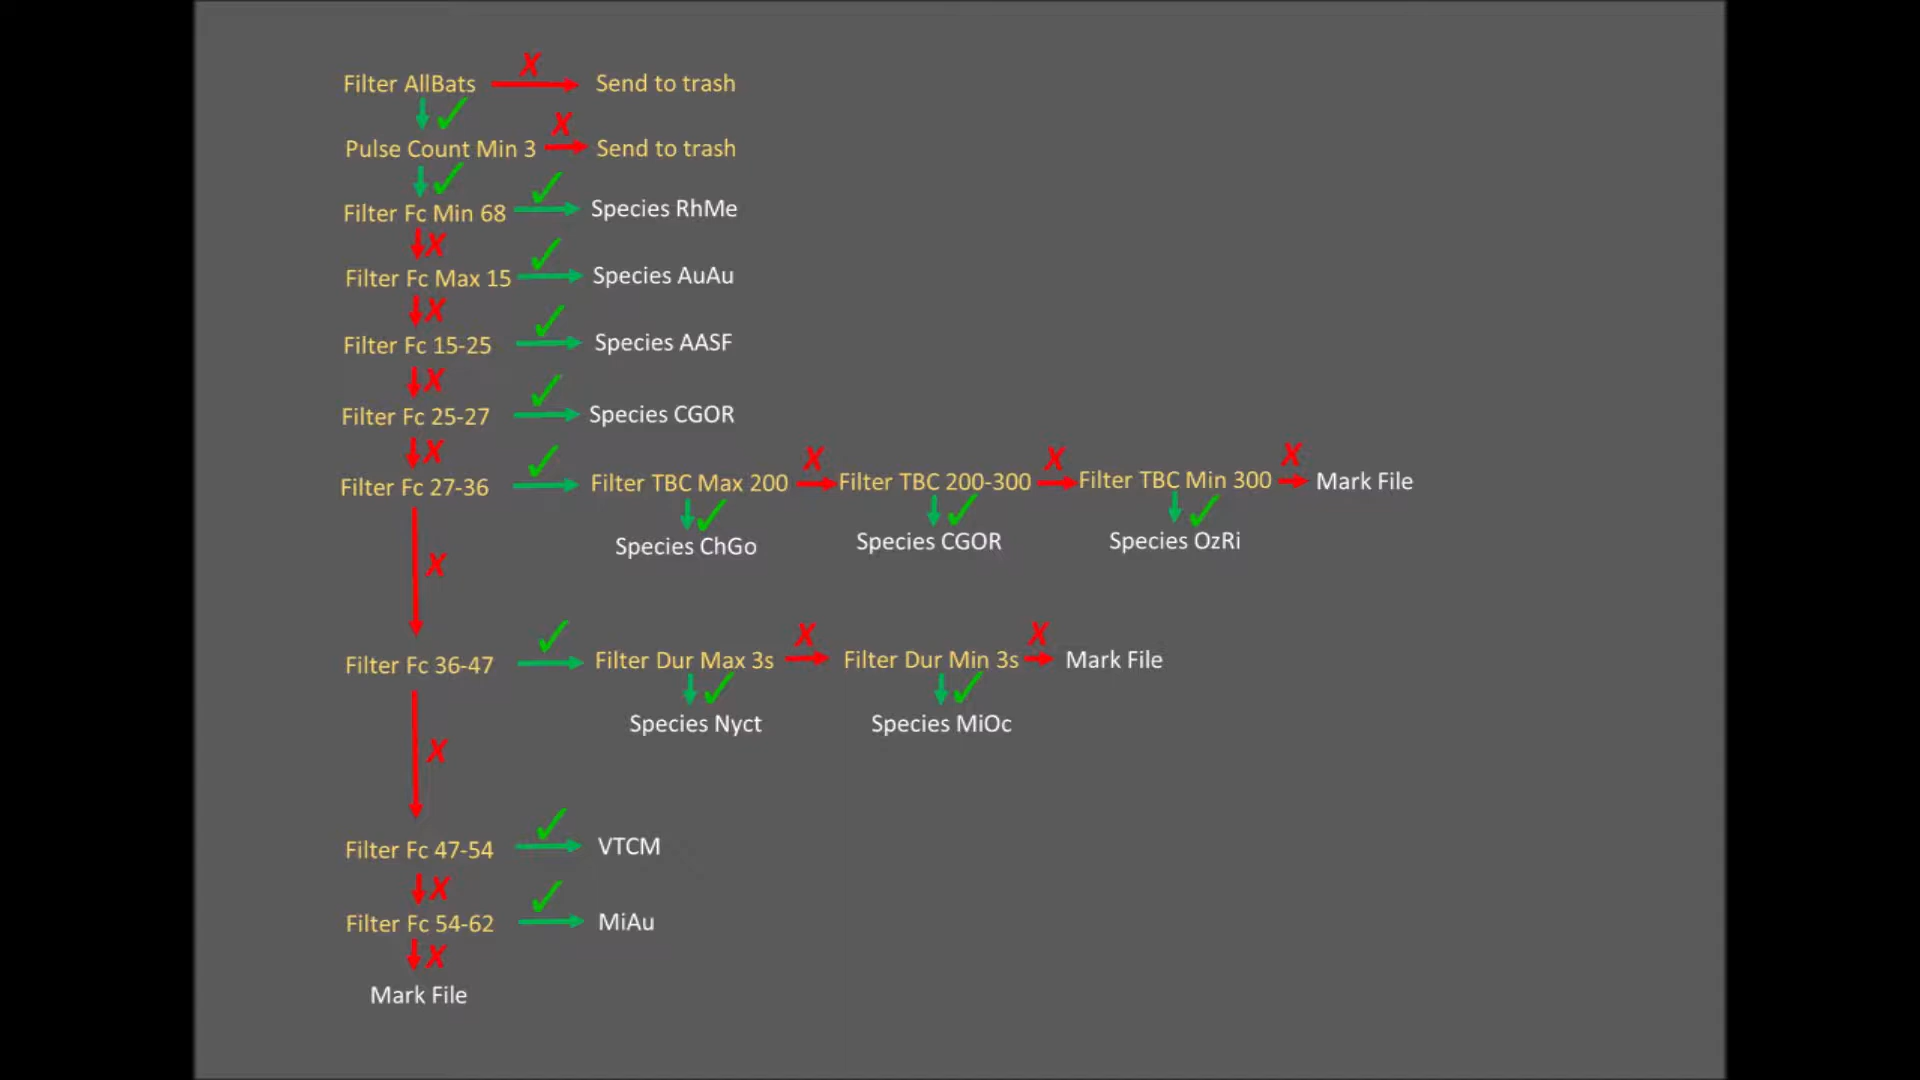 Filter AllBats X Send to trash
✓
Pulse Count Min 3 X Send to trash
✓
Filter Fc Min 68 ✓ Species RhMe
X
Filter Fc Max 15 ✓ Species AuAu
X
Filter Fc 15-25 ✓ Species AASF
X
Filter Fc 25-27 ✓ Species CGOR
X
Filter Fc 27-36 ✓ Filter TBC Max 200 X Filter TBC 200-300 X Filter TBC Min 300 X Mark File
✓ ✓ ✓
Species ChGo Species CGOR Species OzRi
X
Filter Fc 36-47 ✓ Filter Dur Max 3s X Filter Dur Min 3s X Mark File
✓ ✓
Species Nyct Species MiOc
X
Filter Fc 47-54 ✓ VTCM
X
Filter Fc 54-62 ✓ MiAu
X
Mark File